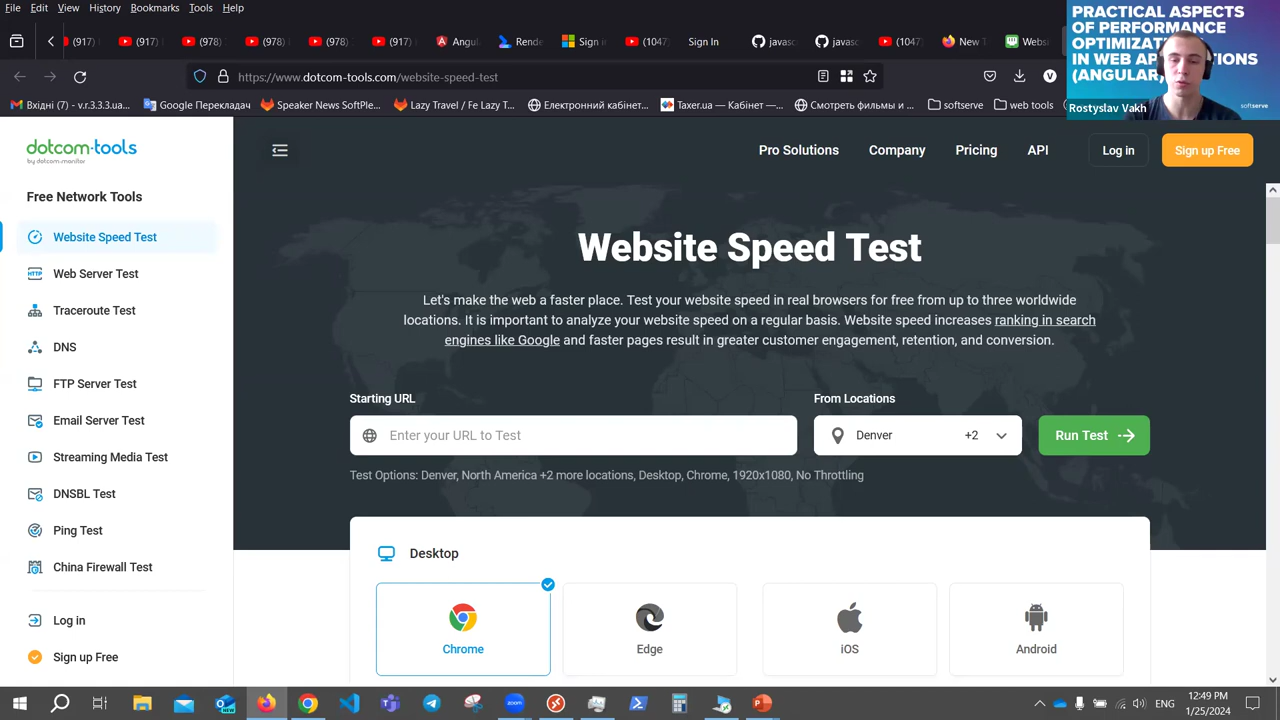 File Edit View History Bookmarks Tools Help
(917)
(917)
(978)
(978)
(978)
Rende
Sign i
(1047)
Sign In
javasc
javasc
(1047)
New T
Websi
https://www.dotcom-tools.com/website-speed-test
Вхідні (7) - v.r.3.3.3.ua...
Google Перекладач
Speaker News SoftPle...
Lazy Travel / Fe Lazy T...
Електронний кабінет...
Taxer.ua — Кабінет —...
Смотреть фильмы и ...
softserve
web tools
PRACTICAL ASPECTS
OF PERFORMANCE
IN WEB
(ANGULAR,
Rostyslav Vakh
softserve
dotcom-tools
by dotcom-monitor
Pro Solutions
Company
Pricing
API
Log in
Sign up Free
Free Network Tools
Website Speed Test
HTTP
Web Server Test
Traceroute Test
DNS
FTP Server Test
Email Server Test
Streaming Media Test
DNSBL Test
Ping Test
China Firewall Test
Log in
Sign up Free
Website Speed Test
Let's make the web a faster place. Test your website speed in real browsers for free from up to three worldwide
locations. It is important to analyze your website speed on a regular basis. Website speed increases ranking in search
engines like Google and faster pages result in greater customer engagement, retention, and conversion.
Starting URL
From Locations
Enter your URL to Test
Denver
+2
Run Test
Test Options: Denver, North America +2 more locations, Desktop, Chrome, 1920x1080, No Throttling
Desktop
Chrome
Edge
iOS
Android
NEW
zoom
ENG
12:49 PM
1/25/2024